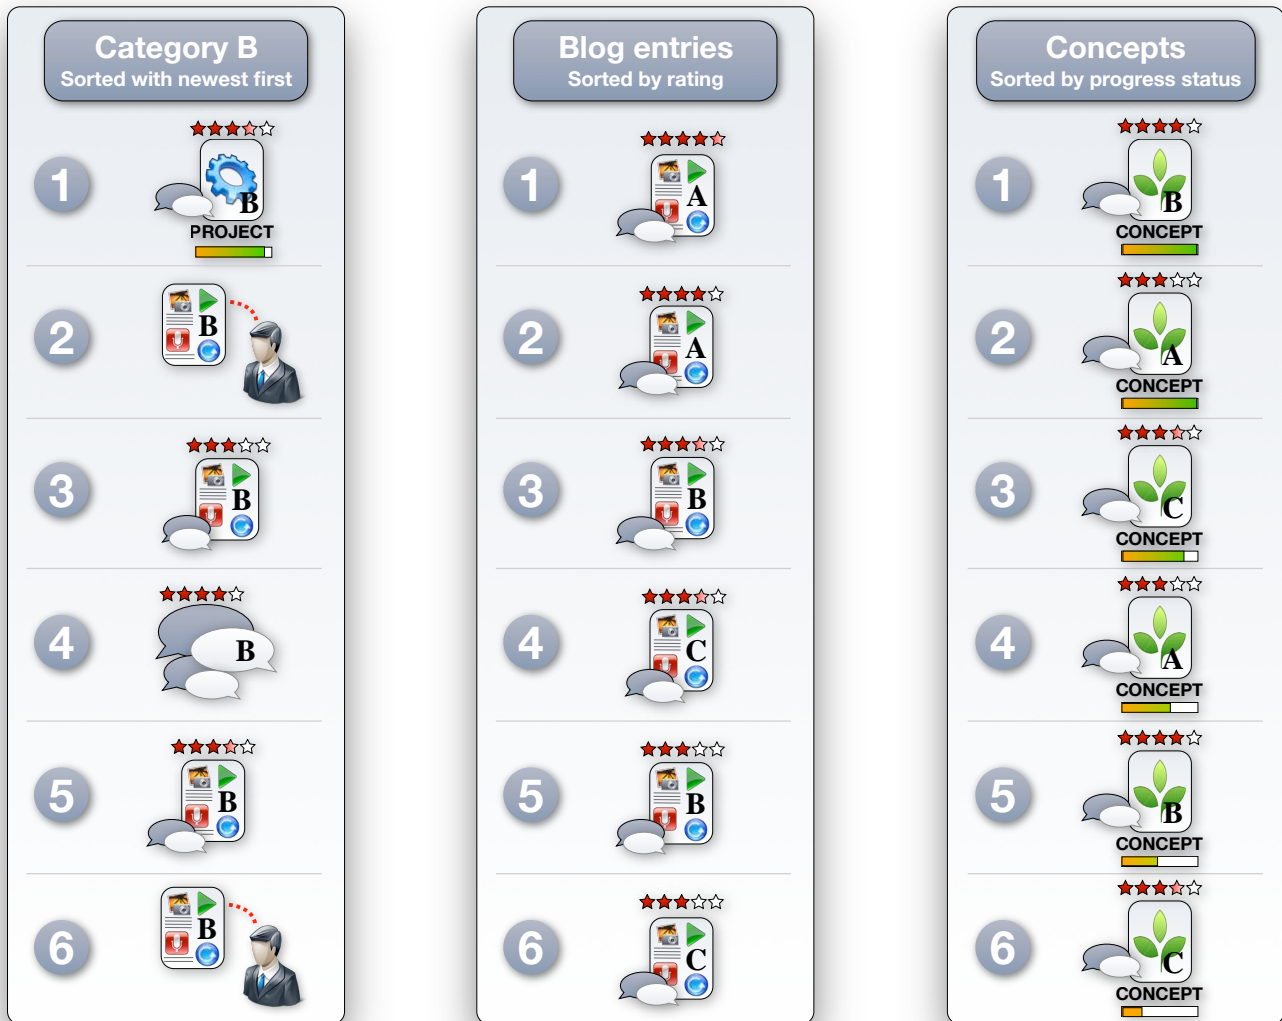 Category B
Sorted with newest first
1
B
PROJECT
2
B
3
B
4
B
5
B
6
B
Blog entries
Sorted by rating
1
A
2
A
3
B
4
C
5
B
6
C
Concepts
Sorted by progress status
1
B
CONCEPT
2
A
CONCEPT
3
C
CONCEPT
4
A
CONCEPT
5
B
CONCEPT
6
C
CONCEPT